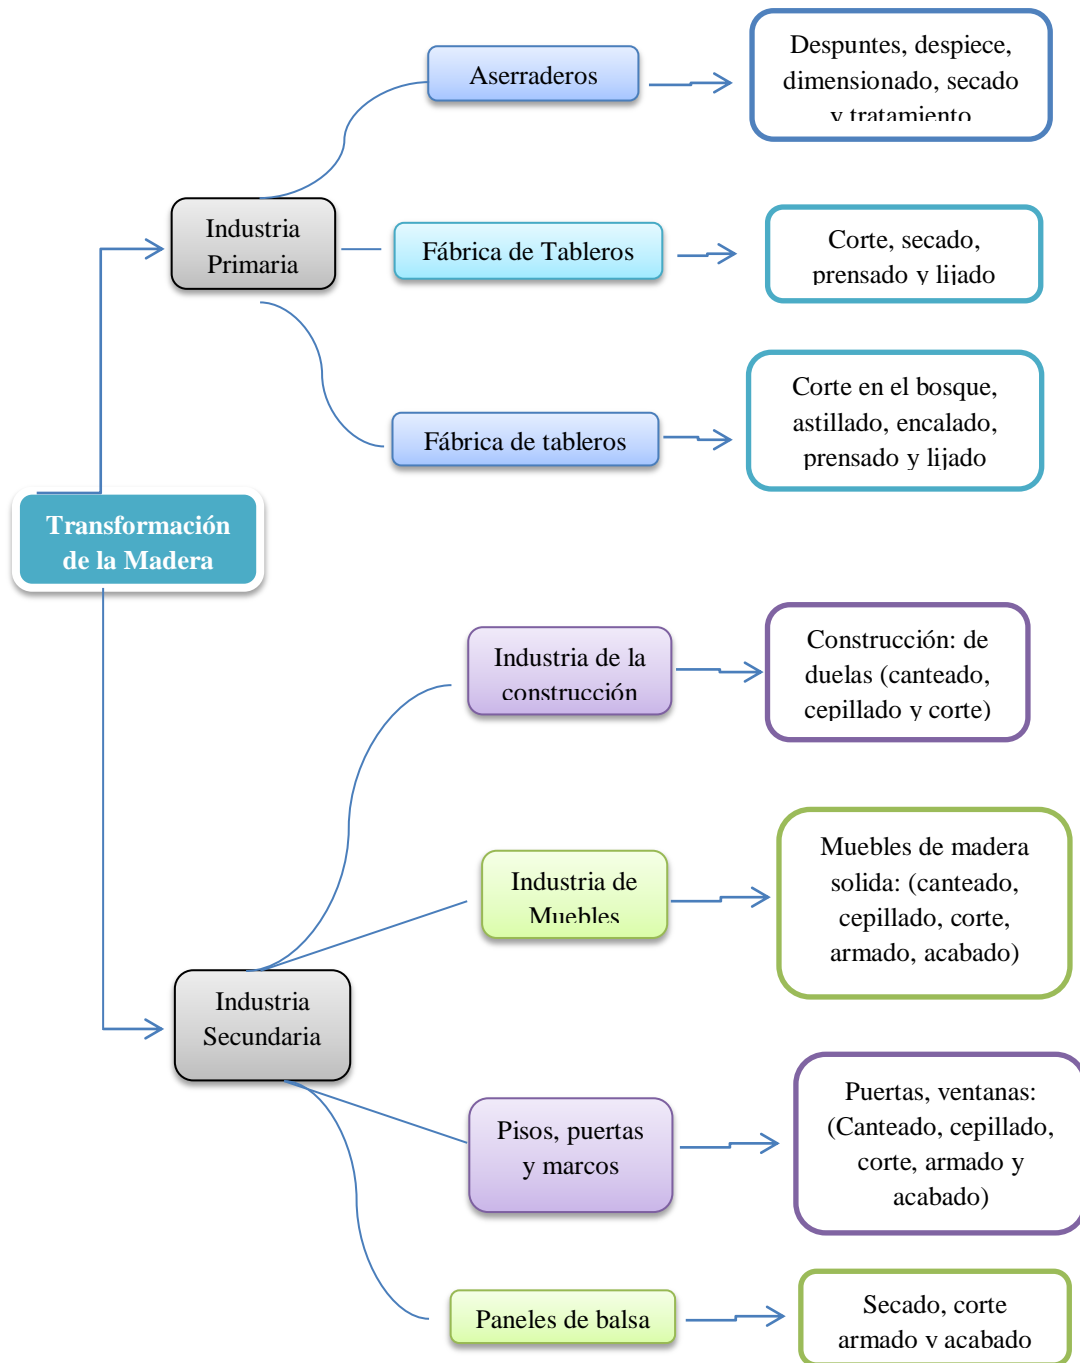 Aserraderos
Despuntes, despiece,
dimensionado, secado
y tratamiento
Industria
Primaria
Fábrica de Tableros
Corte, secado,
prensado y lijado
Fábrica de tableros
Corte en el bosque,
astillado, encalado,
prensado y lijado
Transformación
de la Madera
Industria de la
construcción
Construcción: de
duelas (canteado,
cepillado y corte)
Industria de
Muebles
Muebles de madera
solida: (canteado,
cepillado, corte,
armado, acabado)
Industria
Secundaria
Pisos, puertas
y marcos
Puertas, ventanas:
(Canteado, cepillado,
corte, armado y
acabado)
Paneles de balsa
Secado, corte
armado y acabado